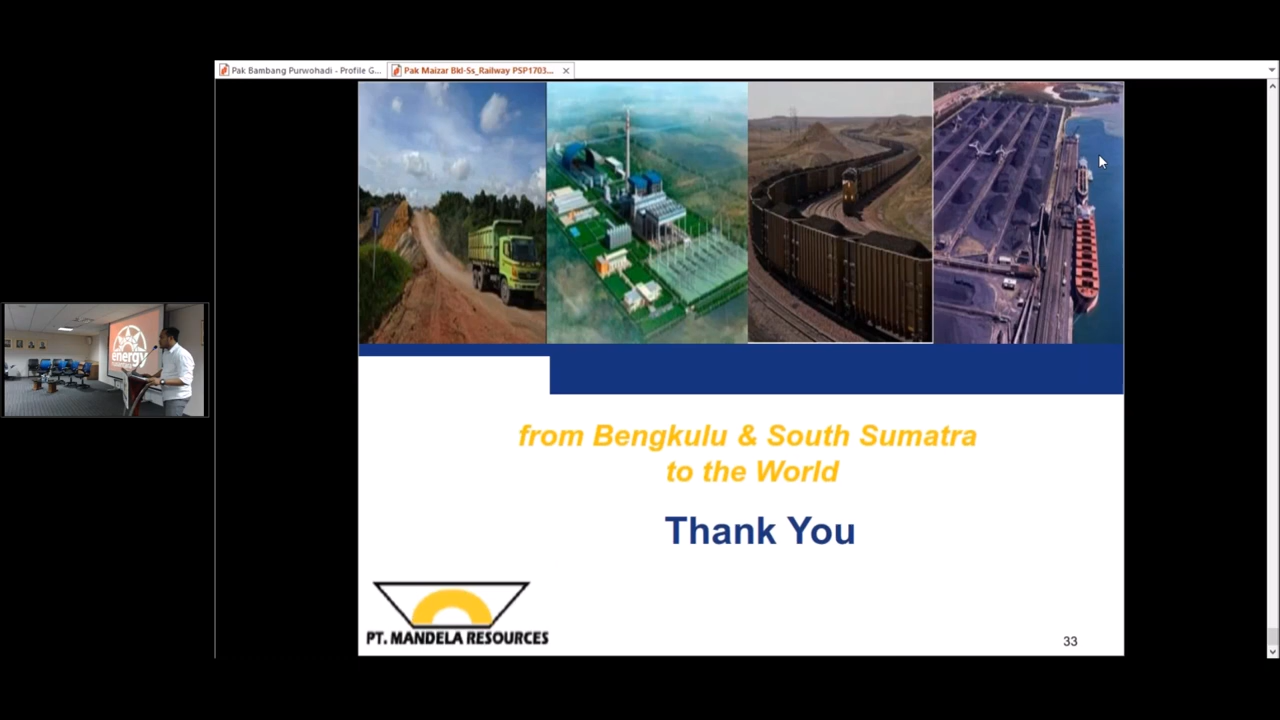 Pak Bambang Purwohadi - Profile G...
Pak Maizar Bkl-Ss_Railway PSP1703...
from Bengkulu & South Sumatra
to the World
Thank You
PT. MANDELA RESOURCES
33
energy